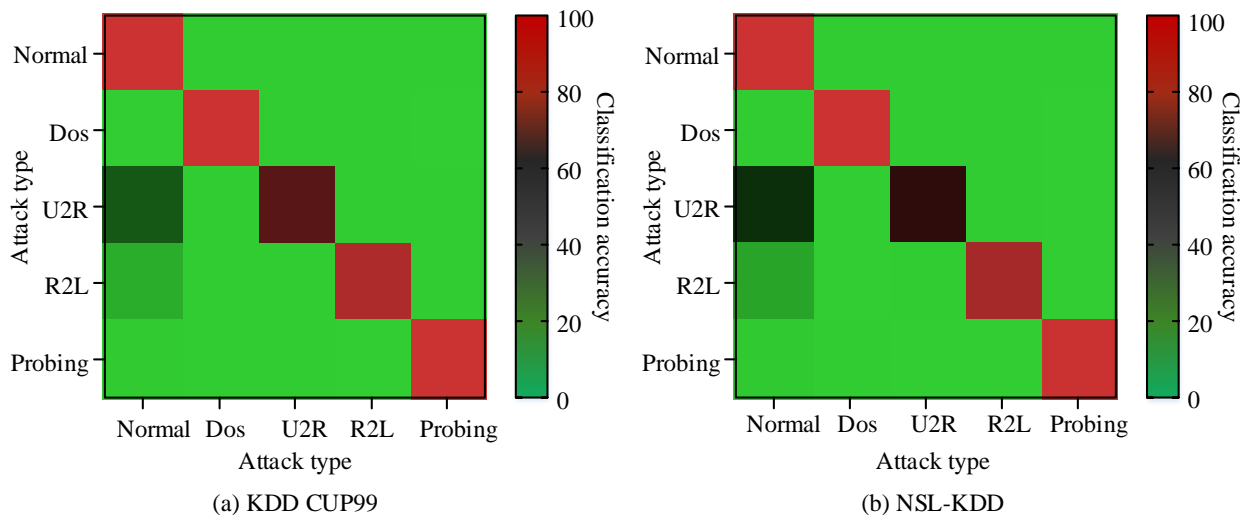 Normal
Dos
U2R
R2L
Probing
Attack type
Normal Dos U2R R2L Probing
Attack type
100
80
60
40
20
0
Classification accuracy
(a) KDD CUP99
Normal
Dos
U2R
R2L
Probing
Attack type
Normal Dos U2R R2L Probing
Attack type
100
80
60
40
20
0
Classification accuracy
(b) NSL-KDD